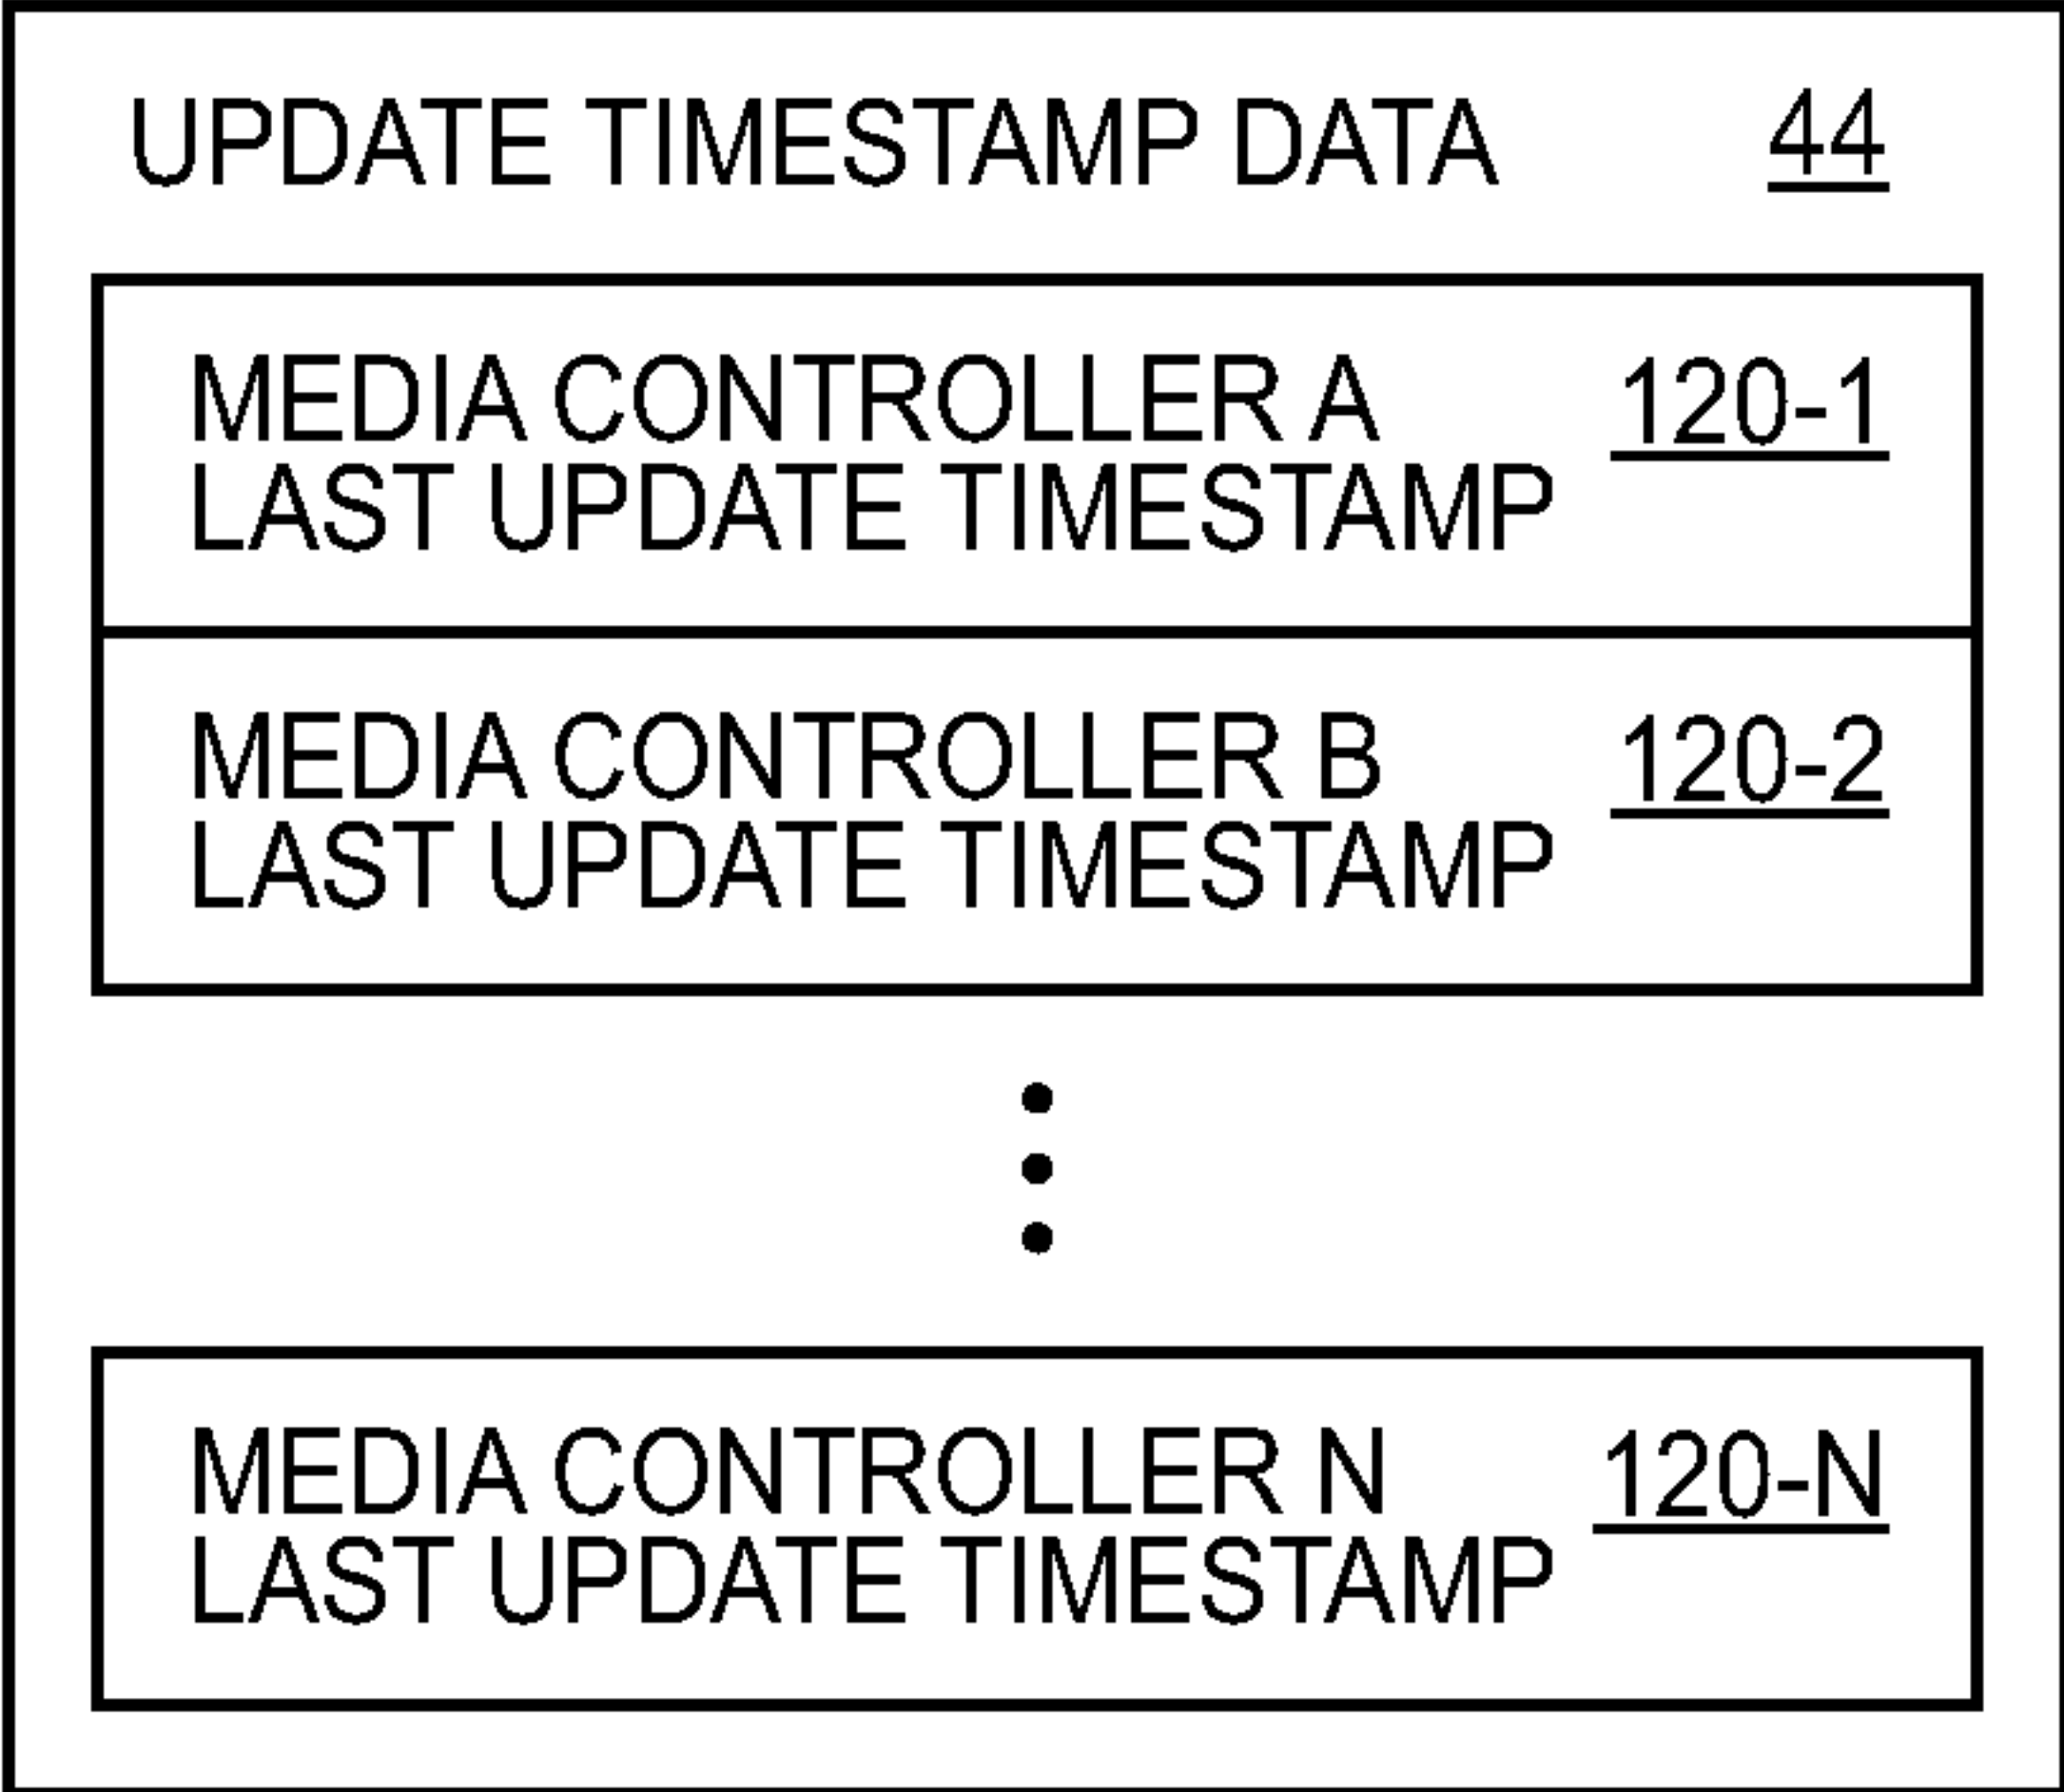 UPDATE TIMESTAMP DATA 44
MEDIA CONTROLLER A 120-1
LAST UPDATE TIMESTAMP
MEDIA CONTROLLER B 120-2
LAST UPDATE TIMESTAMP
MEDIA CONTROLLER N 120-N
LAST UPDATE TIMESTAMP